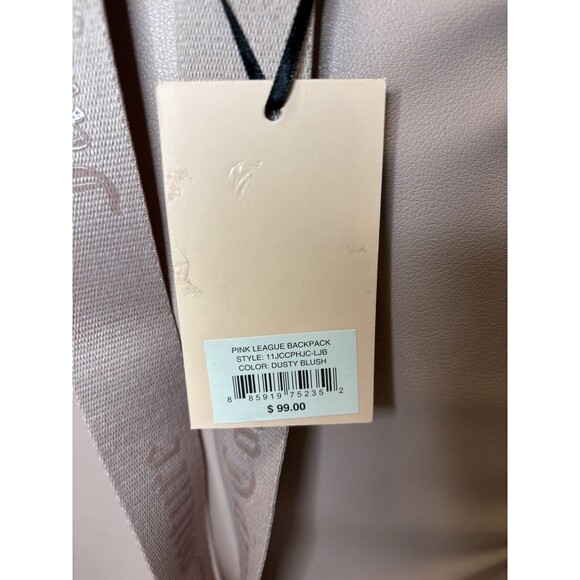 PINK LEAGUE BACKPACK
STYLE: 11JCCPHJC-LJB
COLOR: DUSTY BLUSH
8 85919 75235 2
$ 99.00